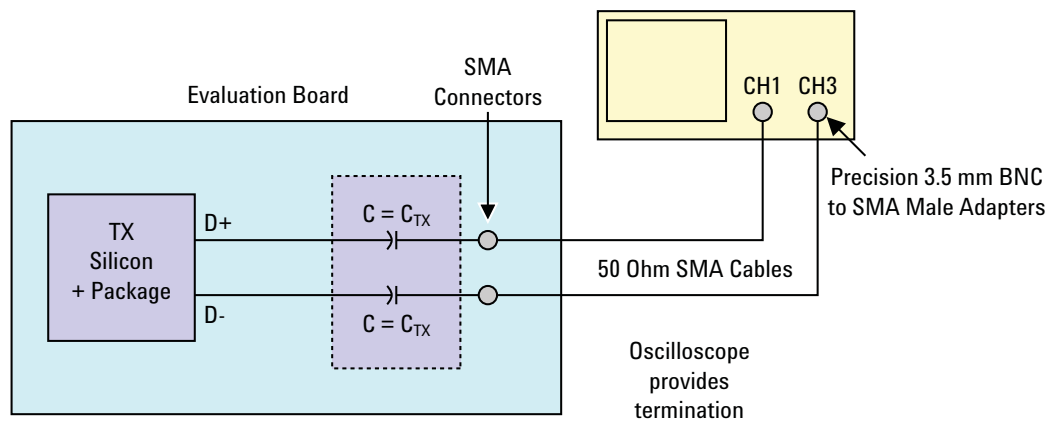 SMA
Connectors
Evaluation Board
CH1 CH3
Precision 3.5 mm BNC
to SMA Male Adapters
TX
Silicon
+ Package
D+
D-
C = CTX
C = CTX
50 Ohm SMA Cables
Oscilloscope
provides
termination